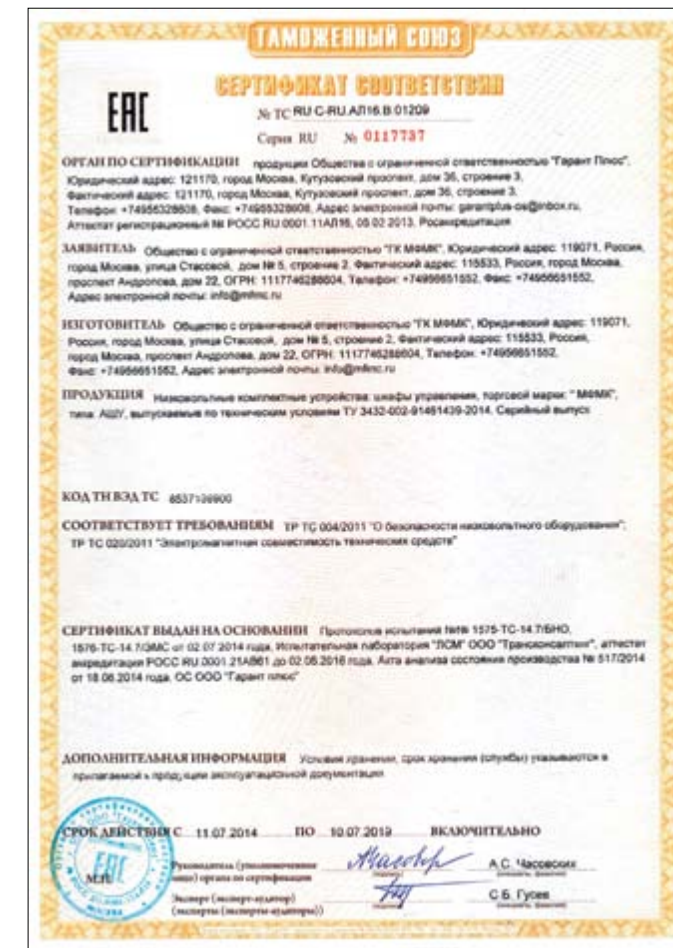 ТАМОЖЕННЫЙ СОЮЗ
СЕРТИФИКАТ СООТВЕТСТВИЯ
ЕАС
№ ТС RU C-RU.АЛ16.В.01209
Серия RU № 0117737
ОРГАН ПО СЕРТИФИКАЦИИ продукции Общества с ограниченной ответственностью "Гарант Плюс",
Юридический адрес: 121170, город Москва, Кутузовский проспект, дом 36, строение 3,
Фактический адрес: 121170, город Москва, Кутузовский проспект, дом 36, строение 3,
Телефон: +74955328608, Факс: +74955328608, Адрес электронной почты: garantplus-os@inbox.ru,
Аттестат регистрационный № РОСС RU.0001.11АЛ16, 05.02.2013, Росаккредитация
ЗАЯВИТЕЛЬ Общество с ограниченной ответственностью "ГК МФМК", Юридический адрес: 119071, Россия,
город Москва, улица Стасовой, дом № 5, строение 2, Фактический адрес: 115533, Россия, город Москва,
проспект Андропова, дом 22, ОГРН: 1117746288604, Телефон: +74956651552, Факс: +74956651552,
Адрес электронной почты: info@mfmc.ru
ИЗГОТОВИТЕЛЬ Общество с ограниченной ответственностью "ГК МФМК", Юридический адрес: 119071,
Россия, город Москва, улица Стасовой, дом № 5, строение 2, Фактический адрес: 115533, Россия,
город Москва, проспект Андропова, дом 22, ОГРН: 1117746288604, Телефон: +74956651552,
Факс: +74956651552, Адрес электронной почты: info@mfmc.ru
ПРОДУКЦИЯ Низковольтные комплектные устройства: шкафы управления, торговой марки: "МФМК",
типа: АШУ, выпускаемые по техническим условиям ТУ 3432-002-91461439-2014. Серийный выпуск
КОД ТН ВЭД ТС
СООТВЕТСТВУЕТ ТРЕБОВАНИЯМ ТР ТС 004/2011 "О безопасности низковольтного оборудования";
ТР ТС 020/2011 "Электромагнитная совместимость технических средств"
СЕРТИФИКАТ ВЫДАН НА ОСНОВАНИИ Протоколов испытаний №№ 1575-ТС-14.7/БНО,
1576-ТС-14.7/ЭМС от 02.07.2014 года, Испытательная лаборатория "ЛСМ" ООО "Трансконсалтинг", аттестат
аккредитации РОСС RU.0001.21АВ61 до 02.06.2016 года, Акта анализа состояния производства № 517/2014
от 18.06.2014 года, ОС ООО "Гарант плюс"
ДОПОЛНИТЕЛЬНАЯ ИНФОРМАЦИЯ Условия хранения, срок хранения (службы) указываются в
прилагаемой к продукции эксплуатационной документации
СРОК ДЕЙСТВИЯ С 11.07.2014 ПО 10.07.2019 ВКЛЮЧИТЕЛЬНО
М.П.
Руководитель (уполномоченное
лицо) органа по сертификации
А.С. Часовских
Эксперт (эксперт-аудитор)
(эксперты (эксперты-аудиторы))
С.Б. Гусев